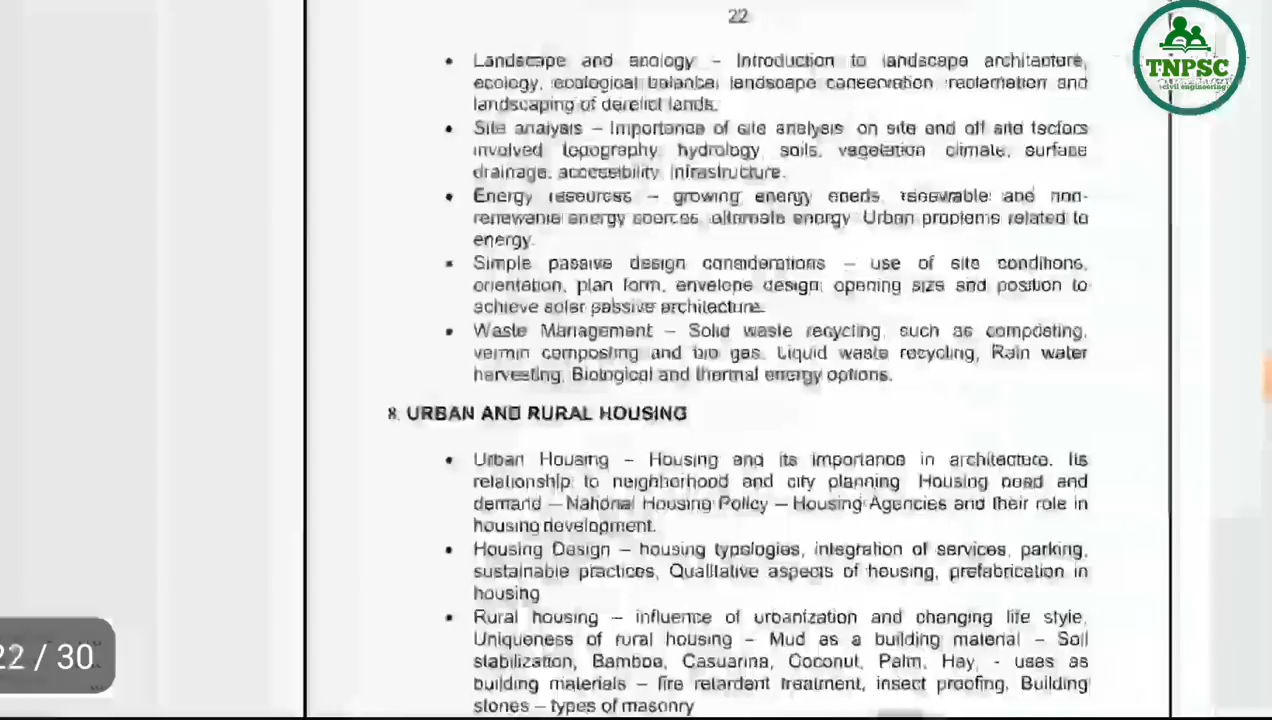 22
• Landscape and ecology – Introduction to landscape architecture,
ecology, ecological balance, landscape conservation reclamation and
landscaping of derelict lands.
• Site analysis – Importance of site analysis on site and off site factors
involved topography hydrology soils, vegetation climate, surface
drainage, accessibility Infrastructure.
• Energy resources – growing energy needs, renewable and non-
renewable energy sources, alternate energy Urban problems related to
energy.
• Simple passive design considerations – use of site conditions,
orientation, plan form, envelope design, opening size and position to
achieve solar passive architecture.
• Waste Management – Solid waste recycling, such as composting,
vermin composting and bio gas. Liquid waste recycling, Rain water
harvesting, Biological and thermal energy options.
8. URBAN AND RURAL HOUSING
• Urban Housing – Housing and its importance in architecture. Its
relationship to neighborhood and city planning Housing need and
demand – National Housing Policy – Housing Agencies and their role in
housing development.
• Housing Design – housing typologies, integration of services, parking,
sustainable practices, Qualitative aspects of housing, prefabrication in
housing
• Rural housing – influence of urbanization and changing life style,
Uniqueness of rural housing – Mud as a building material – Soil
stabilization, Bamboo, Casuarina, Coconut, Palm, Hay, - uses as
building materials – fire retardant treatment, insect proofing, Building
stones – types of masonry
22 / 30
TNPSC
civil engineering